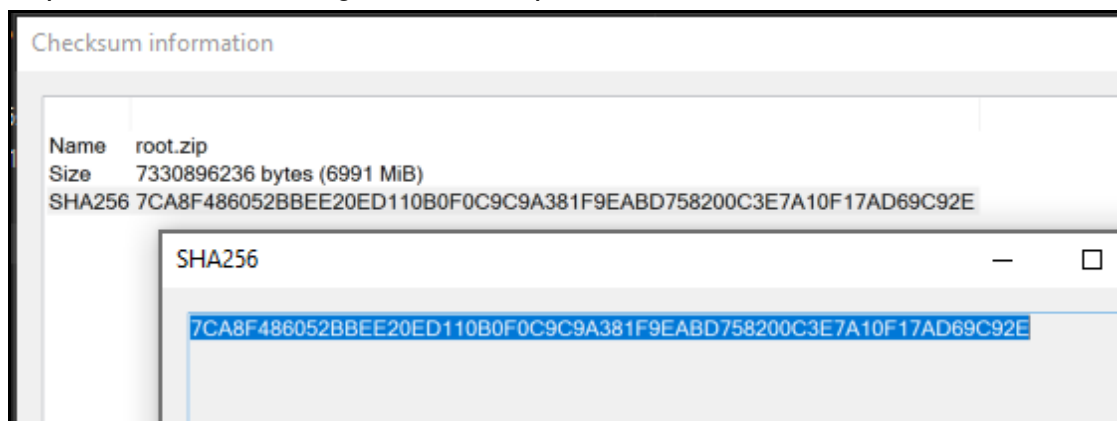 Checksum information
Name root.zip
Size 7330896236 bytes (6991 MiB)
SHA256 7CA8F486052BBEE20ED110B0F0C9C9A381F9EABD758200C3E7A10F17AD69C92E
SHA256
7CA8F486052BBEE20ED110B0F0C9C9A381F9EABD758200C3E7A10F17AD69C92E